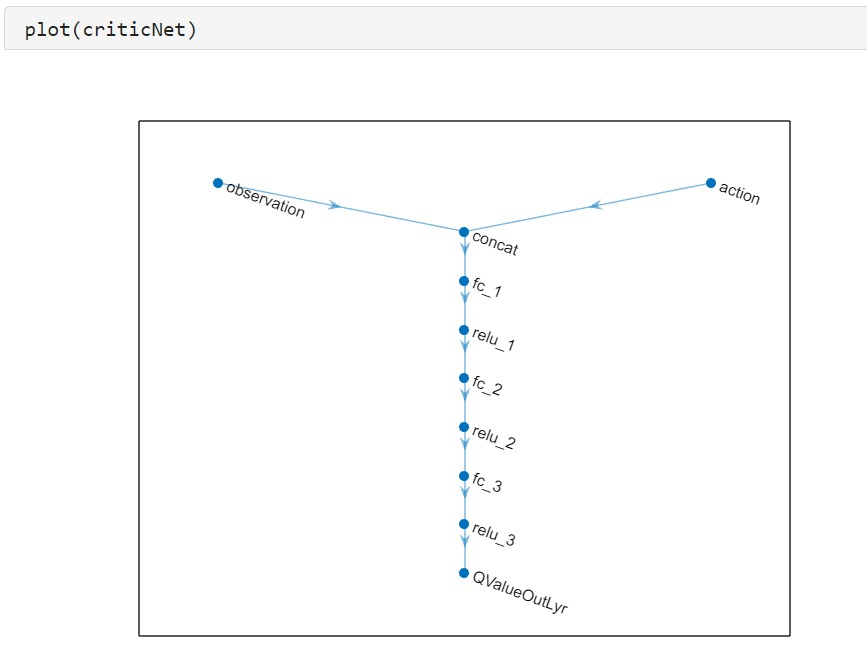 plot(criticNet)
observation
action
concat
fc_1
relu_1
fc_2
relu_2
fc_3
relu_3
QValueOutLyr